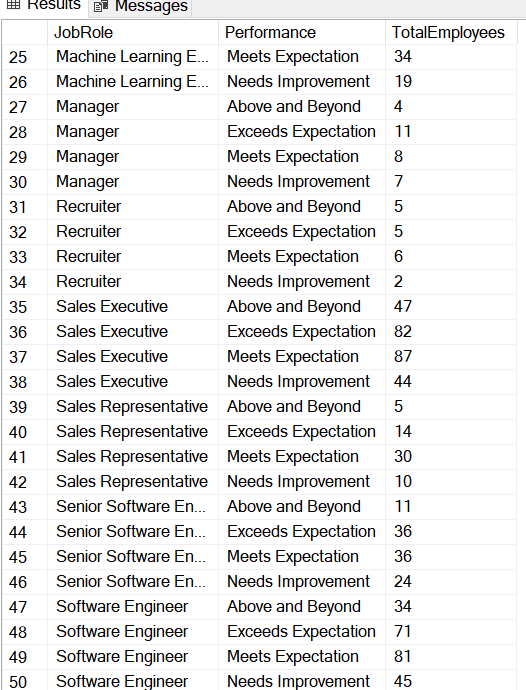 Results Messages
JobRole Performance TotalEmployees
25 Machine Learning E... Meets Expectation 34
26 Machine Learning E... Needs Improvement 19
27 Manager Above and Beyond 4
28 Manager Exceeds Expectation 11
29 Manager Meets Expectation 8
30 Manager Needs Improvement 7
31 Recruiter Above and Beyond 5
32 Recruiter Exceeds Expectation 5
33 Recruiter Meets Expectation 6
34 Recruiter Needs Improvement 2
35 Sales Executive Above and Beyond 47
36 Sales Executive Exceeds Expectation 82
37 Sales Executive Meets Expectation 87
38 Sales Executive Needs Improvement 44
39 Sales Representative Above and Beyond 5
40 Sales Representative Exceeds Expectation 14
41 Sales Representative Meets Expectation 30
42 Sales Representative Needs Improvement 10
43 Senior Software En... Above and Beyond 11
44 Senior Software En... Exceeds Expectation 36
45 Senior Software En... Meets Expectation 36
46 Senior Software En... Needs Improvement 24
47 Software Engineer Above and Beyond 34
48 Software Engineer Exceeds Expectation 71
49 Software Engineer Meets Expectation 81
50 Software Engineer Needs Improvement 45